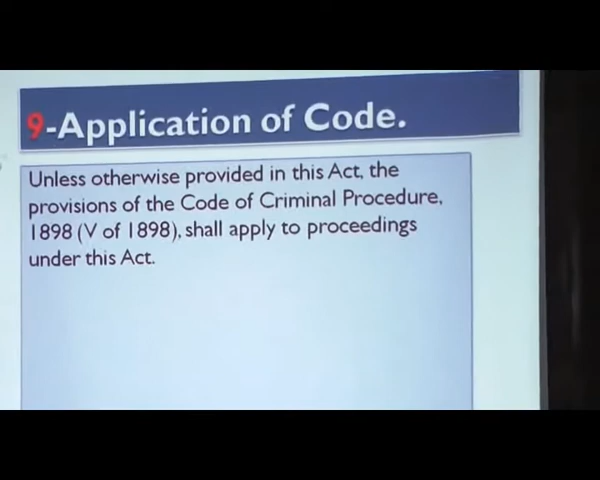 9-Application of Code.
Unless otherwise provided in this Act, the
provisions of the Code of Criminal Procedure,
1898 (V of 1898), shall apply to proceedings
under this Act.